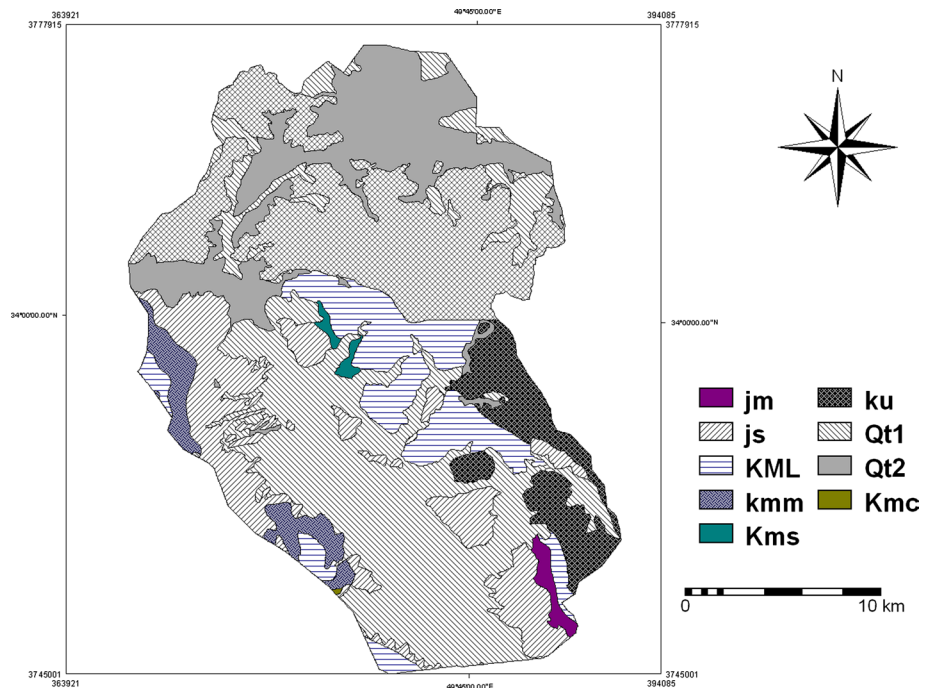 363921
49°45'00.00" E
394085
3777915
3777915
N
34°00'00.00"N
34°00'00.00"N
jm
ku
js
Qt1
KML
Qt2
kmm
Kmc
Kms
0
10 km
3745001
3745001
363921
49°45'00.00"E
394085